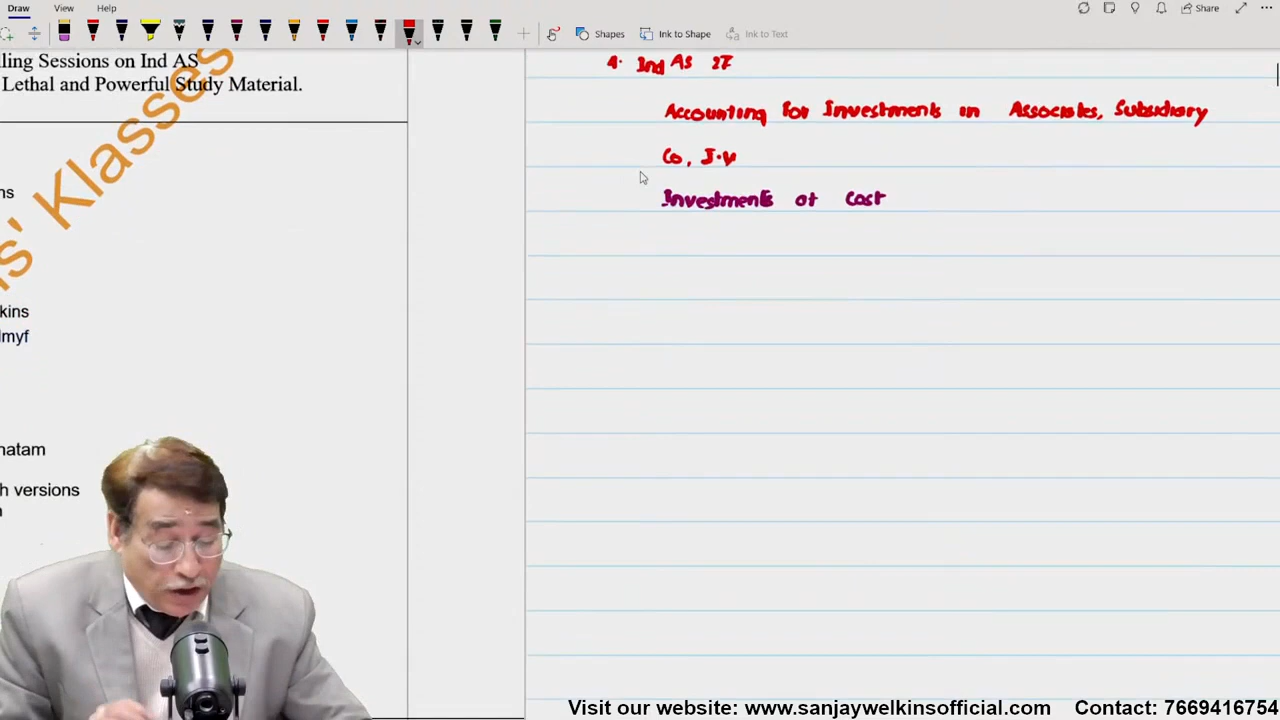 Draw View Help
Share
Shapes Ink to Shape Ink to Text
lling Sessions on Ind AS
Lethal and Powerful Study Material.
ns
s' Klasses
kins
lmyf
natam
h versions
n
4. Ind AS 27
Accounting For Investments in Associates, Subsidiary
Co, J.V
Investments at Cost
Visit our website: www.sanjaywelkinsofficial.com Contact: 7669416754